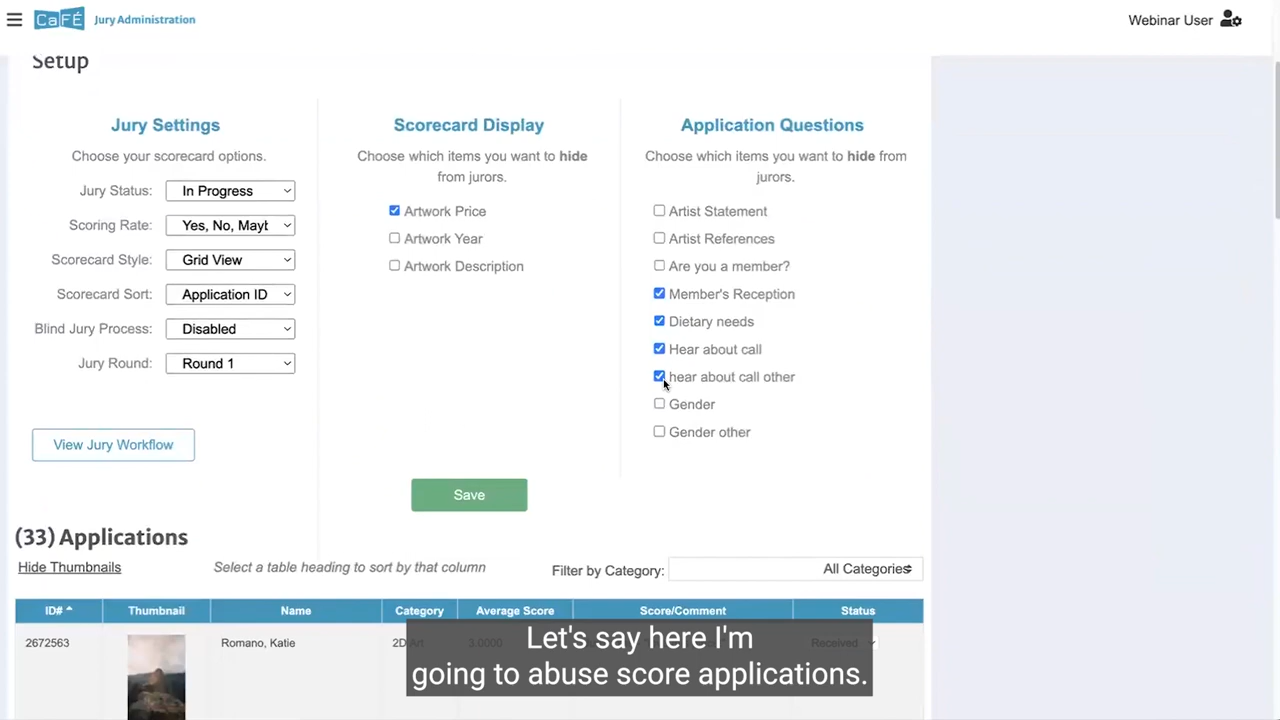 CaFÉ Jury Administration
Webinar User
Setup
Jury Settings
Choose your scorecard options.
Jury Status: In Progress
Scoring Rate: Yes, No, Mayb
Scorecard Style: Grid View
Scorecard Sort: Application ID
Blind Jury Process: Disabled
Jury Round: Round 1
View Jury Workflow
Scorecard Display
Choose which items you want to hide
from jurors.
Artwork Price
Artwork Year
Artwork Description
Application Questions
Choose which items you want to hide from
jurors.
Artist Statement
Artist References
Are you a member?
Member's Reception
Dietary needs
Hear about call
hear about call other
Gender
Gender other
Save
(33) Applications
Hide Thumbnails
Select a table heading to sort by that column
Filter by Category: All Categories
ID# Thumbnail Name Category Average Score Score/Comment Status
2672563 Romano, Katie 2D Art 3.0000 Received
Let's say here I'm
going to abuse score applications.